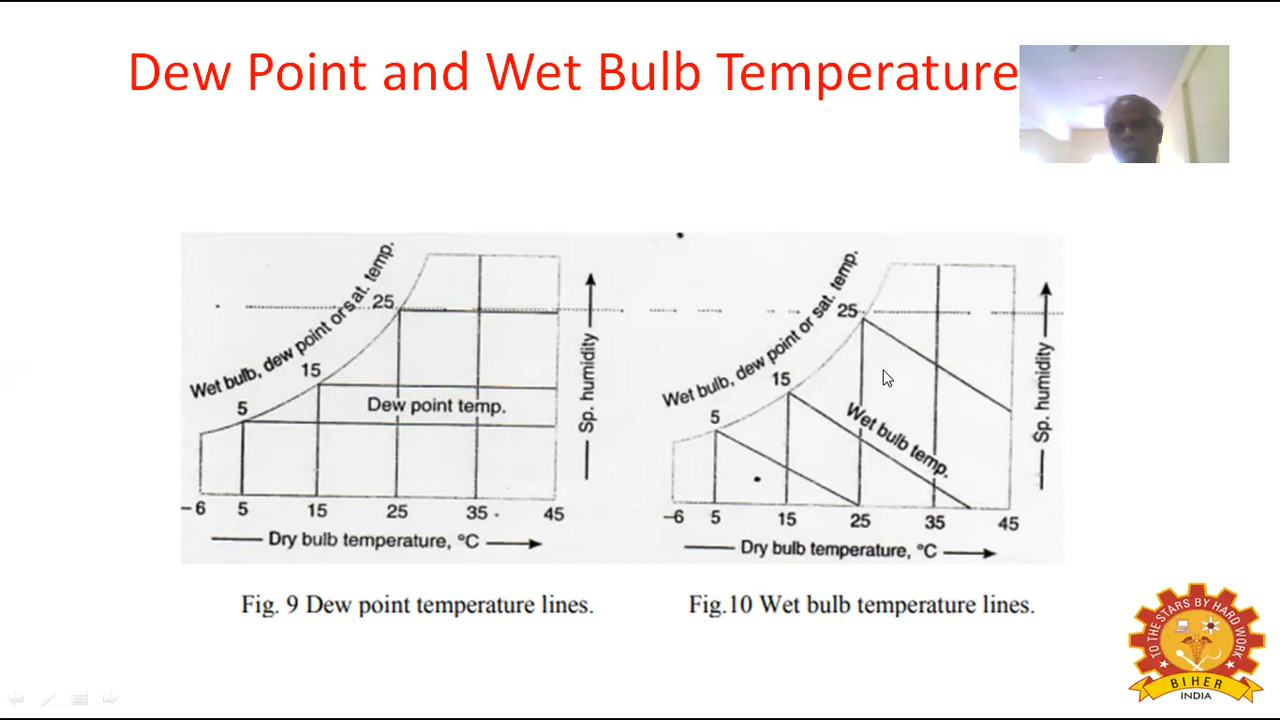 Dew Point and Wet Bulb Temperature
Wet bulb, dew point or sat. temp.
25
15
5
Dew point temp.
Sp. humidity
-6 5 15 25 35 45
Dry bulb temperature, °C
Fig. 9 Dew point temperature lines.
Wet bulb, dew point or sat. temp.
25
15
5
Wet bulb temp.
Sp. humidity
-6 5 15 25 35 45
Dry bulb temperature, °C
Fig.10 Wet bulb temperature lines.
TO THE STARS BY HARD WORK
BIHER
INDIA